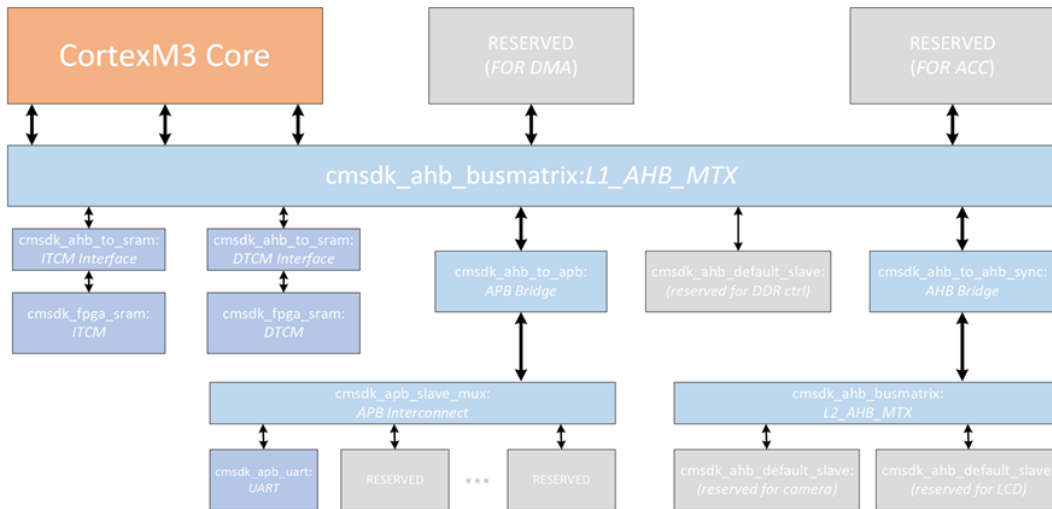 CortexM3 Core
RESERVED
(FOR DMA)
RESERVED
(FOR ACC)
cmsdk_ahb_busmatrix:L1_AHB_MTX
cmsdk_ahb_to_sram:
ITCM Interface
cmsdk_ahb_to_sram:
DTCM Interface
cmsdk_ahb_to_apb:
APB Bridge
cmsdk_ahb_default_slave:
(reserved for DDR ctrl)
cmsdk_ahb_to_ahb_sync:
AHB Bridge
cmsdk_fpga_sram:
ITCM
cmsdk_fpga_sram:
DTCM
cmsdk_apb_slave_mux:
APB Interconnect
cmsdk_ahb_busmatrix:
L2_AHB_MTX
cmsdk_apb_uart:
UART
RESERVED
...
RESERVED
cmsdk_ahb_default_slave:
(reserved for camera)
cmsdk_ahb_default_slave:
(reserved for LCD)